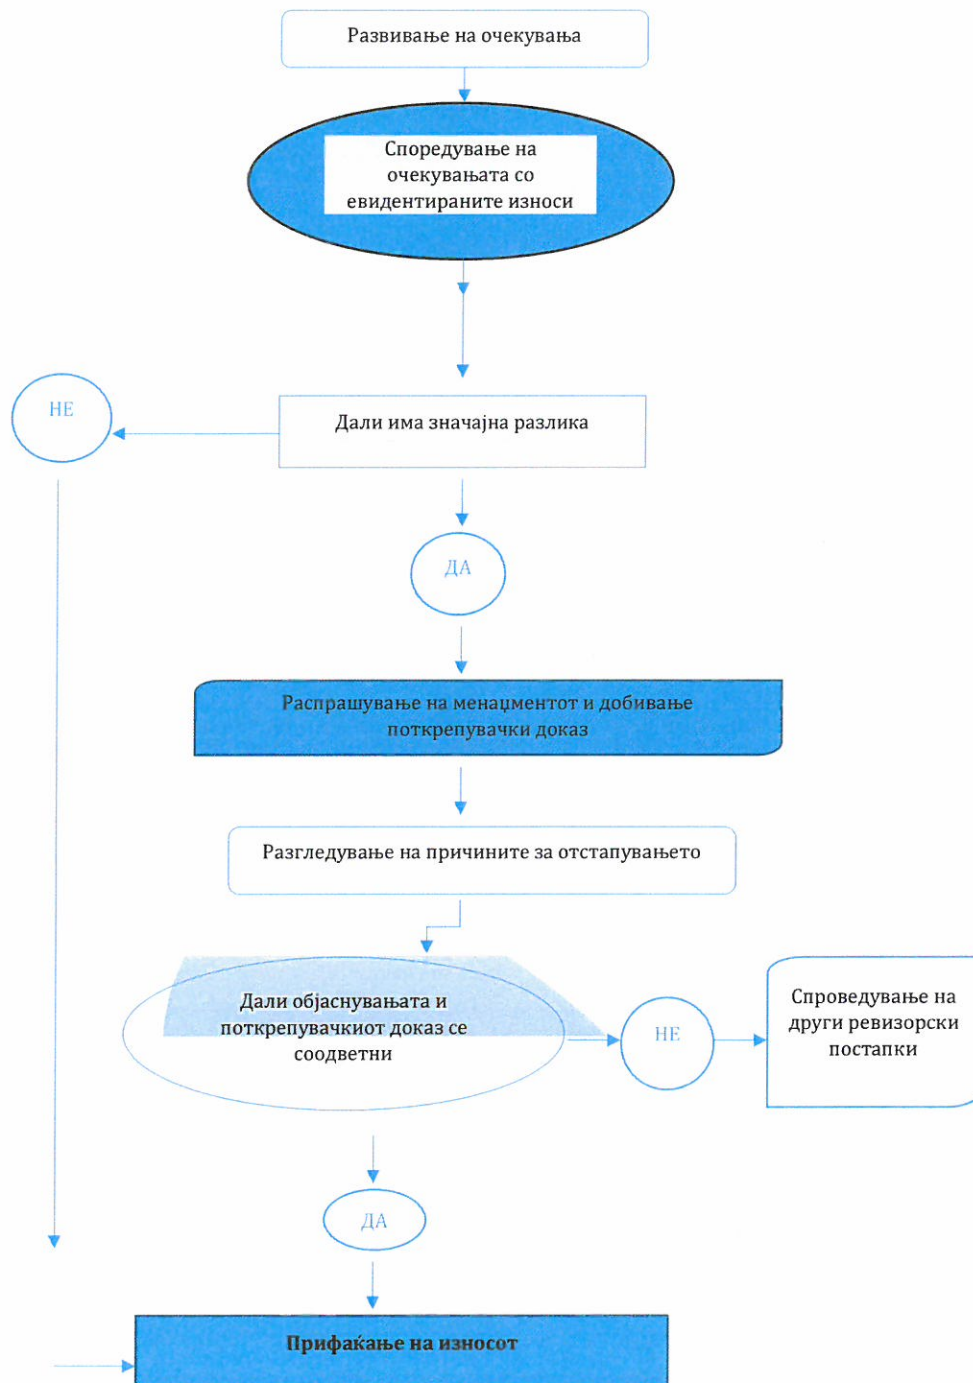 Развивање на очекувања
Споредување на
очекувањата со
евидентираните износи
НЕ
Дали има значајна разлика
ДА
Распрашување на менаџментот и добивање
поткрепувачки доказ
Разгледување на причините за отстапувањето
Дали објаснувањата и
поткрепувачкиот доказ се
соодветни
НЕ
Спроведување на
други ревизорски
постапки
ДА
Прифаќање на износот